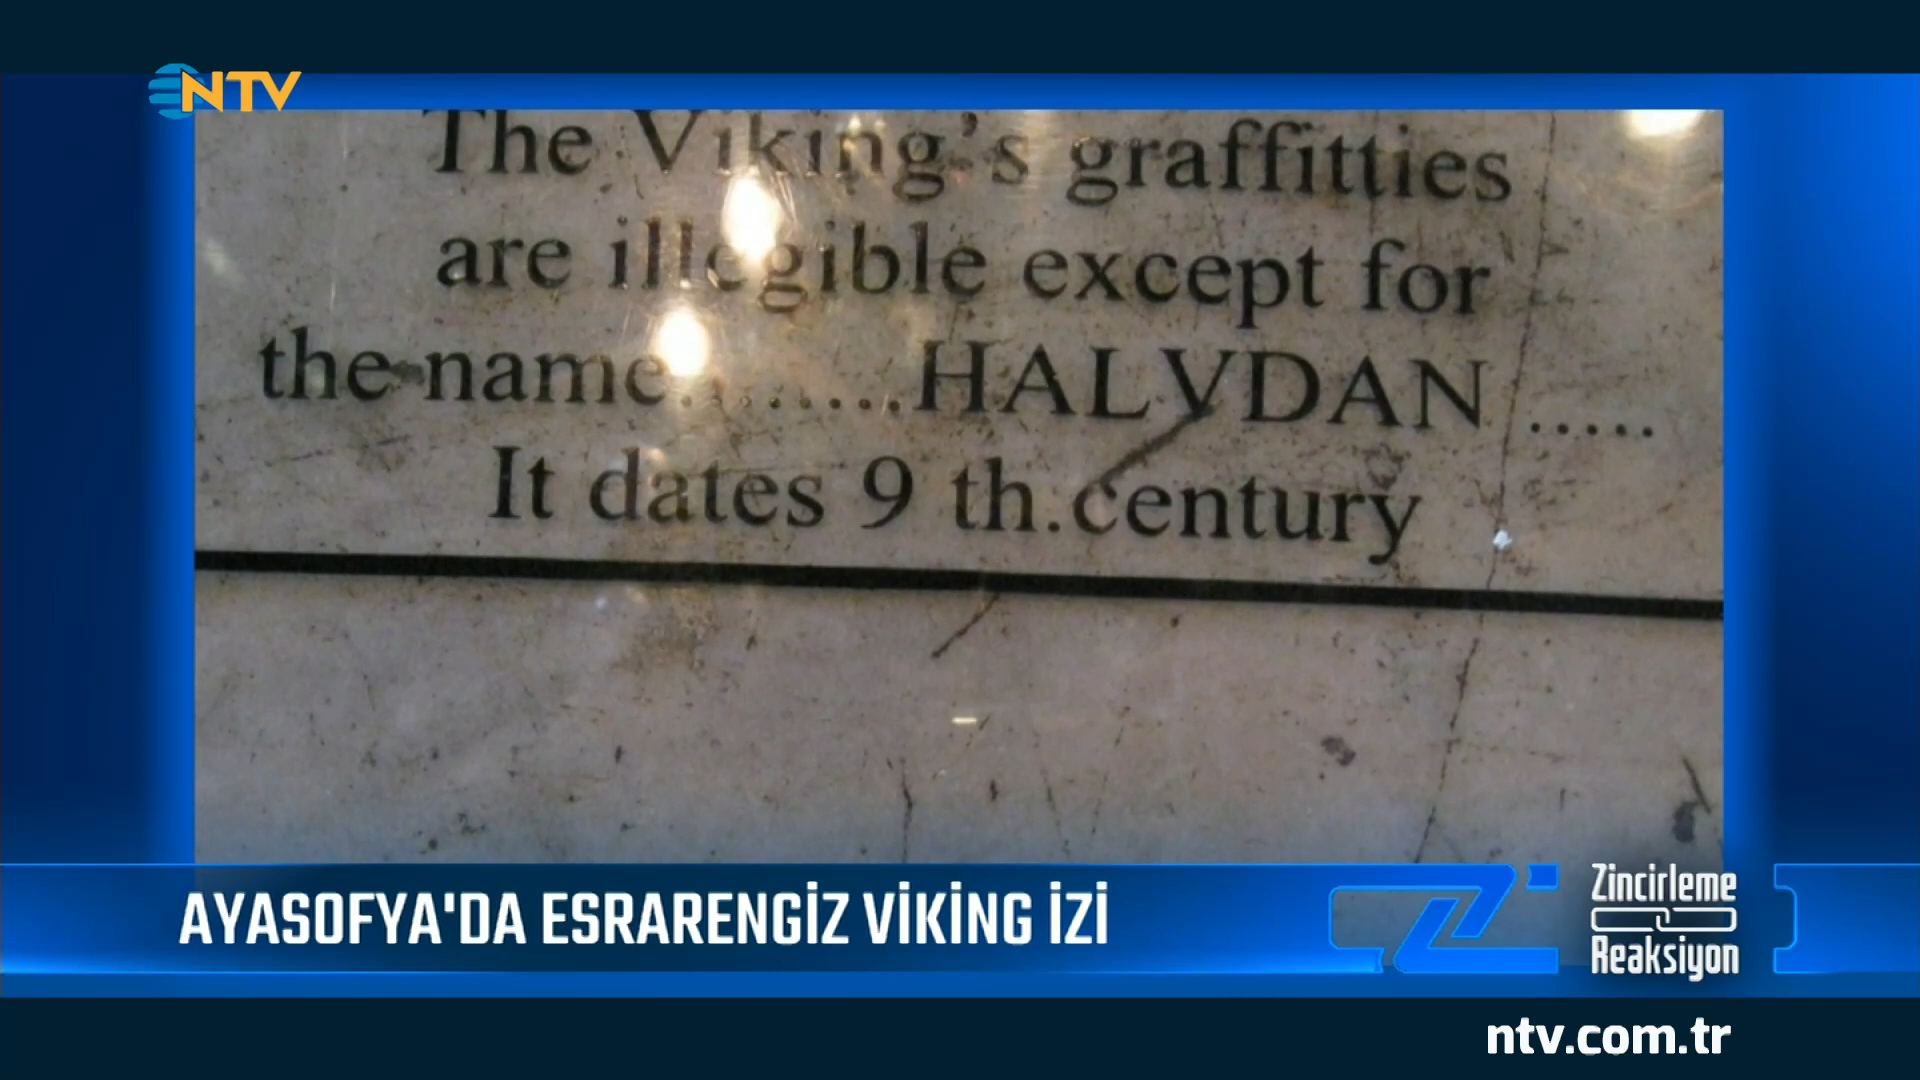 NTV
The Viking's graffitties
are illegible except for
the name........HALVDAN .....
It dates 9 th.century
AYASOFYA'DA ESRARENGİZ VİKİNG İZİ
Zincirleme
Reaksiyon
ntv.com.tr